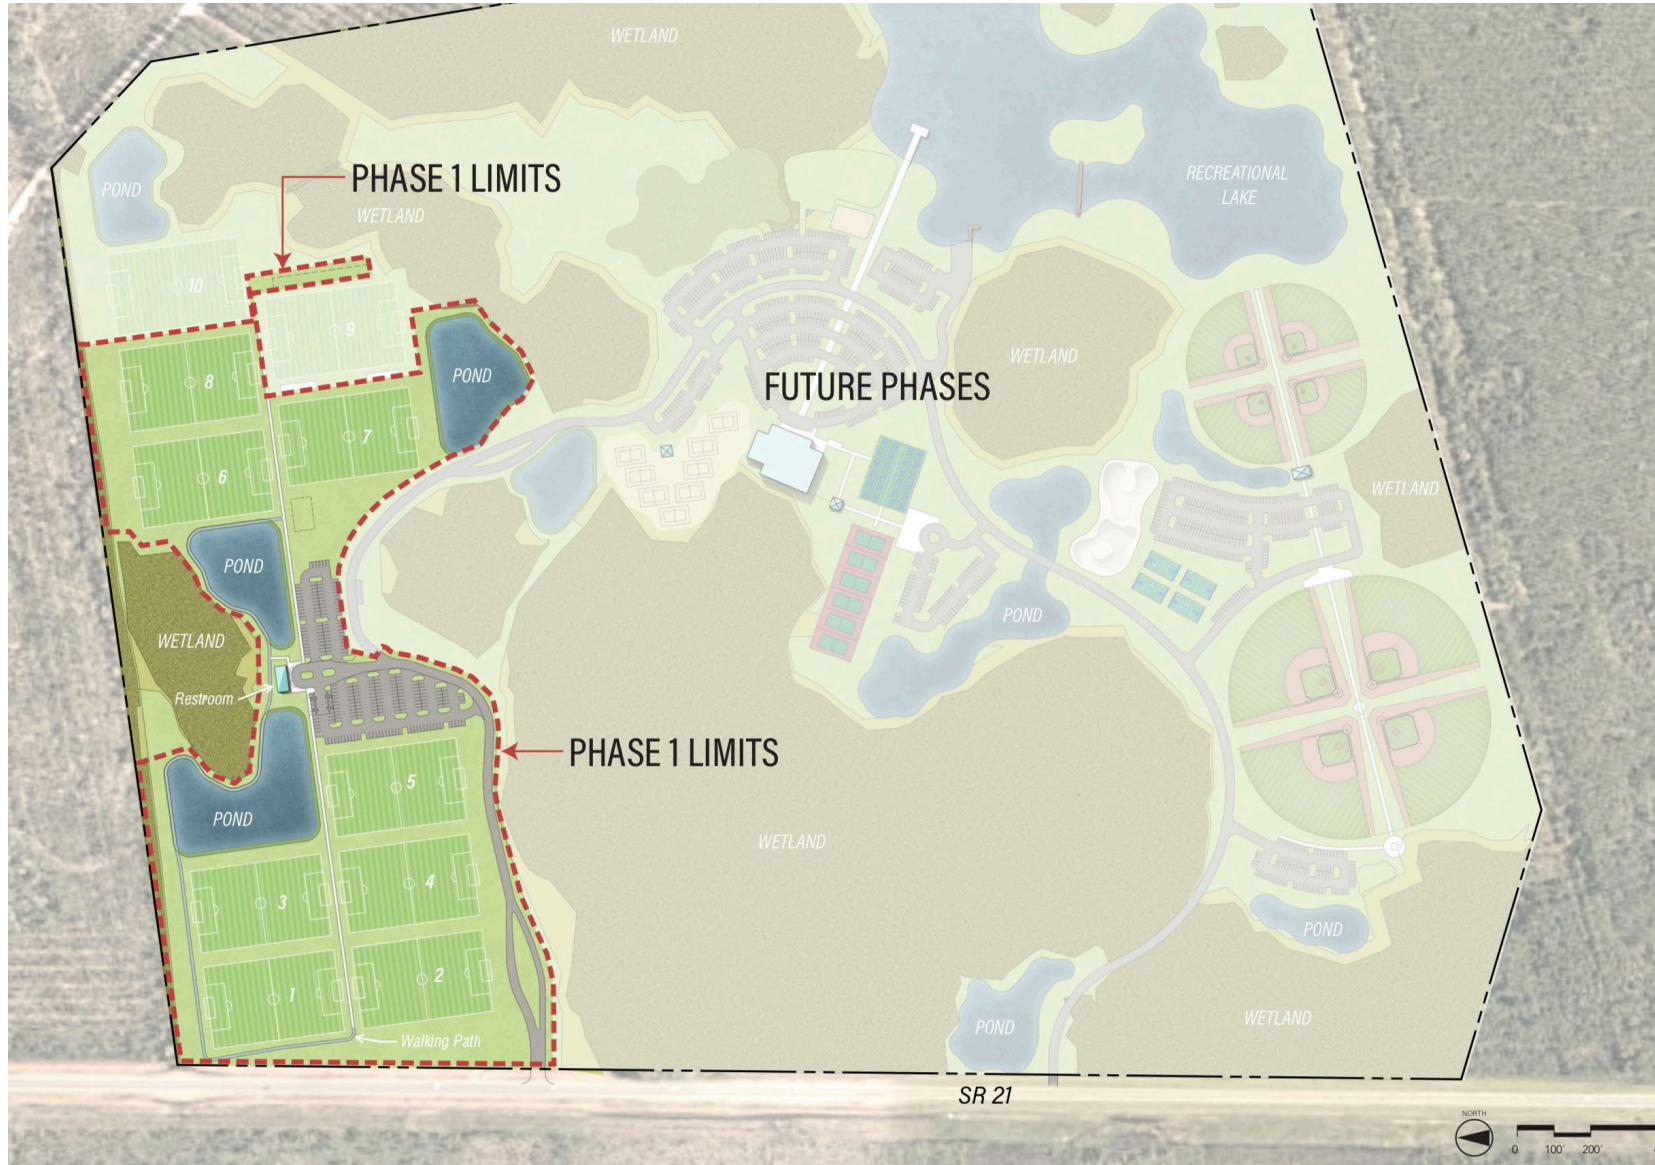 WETLAND
RECREATIONAL
LAKE
POND
PHASE 1 LIMITS
WETLAND
10
9
8
7
6
POND
WETLAND
FUTURE PHASES
WETLAND
POND
POND
WETLAND
Restroom
PHASE 1 LIMITS
5
POND
WETLAND
4
3
POND
2
1
POND
WETLAND
Walking Path
SR 21
NORTH
0 100' 200'